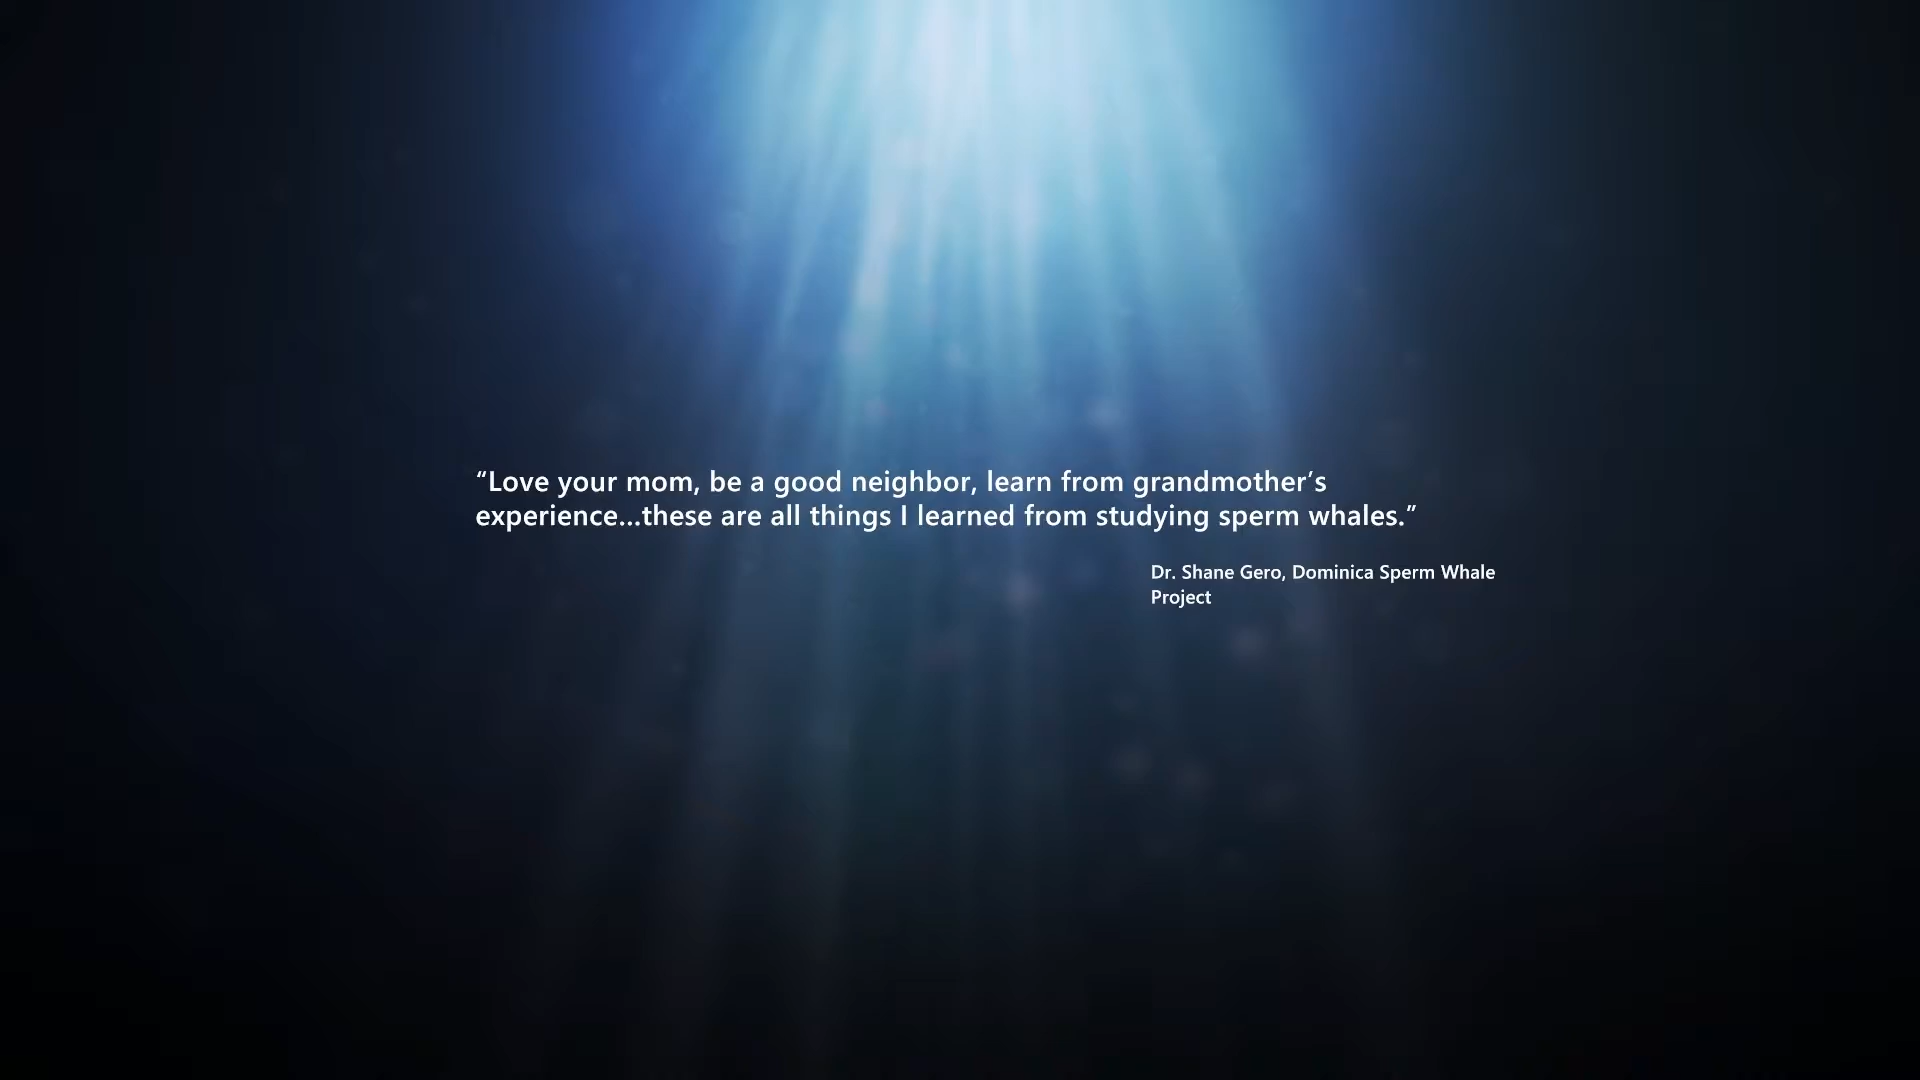 “Love your mom, be a good neighbor, learn from grandmother’s
experience...these are all things I learned from studying sperm whales.”
Dr. Shane Gero, Dominica Sperm Whale
Project